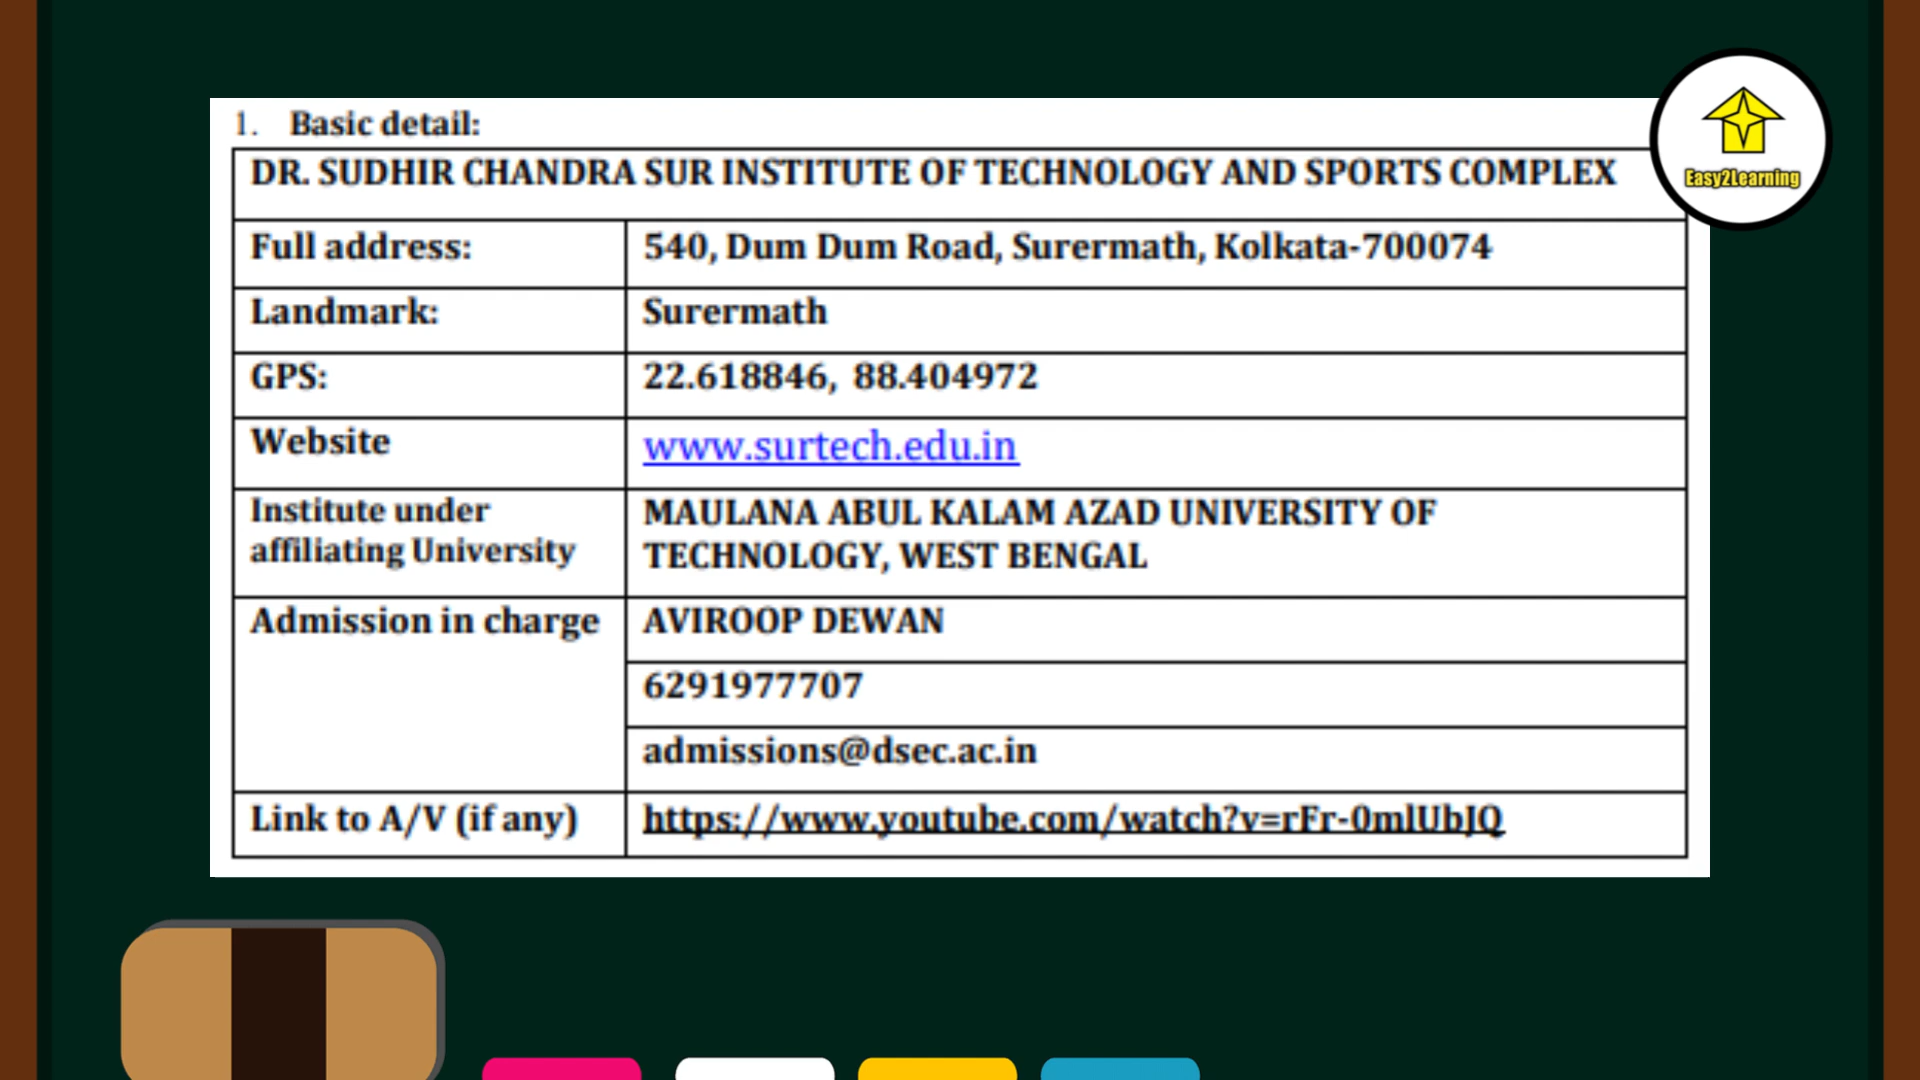 1. Basic detail:
DR. SUDHIR CHANDRA SUR INSTITUTE OF TECHNOLOGY AND SPORTS COMPLEX
Easy2Learning
Full address: 540, Dum Dum Road, Surermath, Kolkata-700074
Landmark: Surermath
GPS: 22.618846, 88.404972
Website www.surtech.edu.in
Institute under
affiliating University
MAULANA ABUL KALAM AZAD UNIVERSITY OF
TECHNOLOGY, WEST BENGAL
Admission in charge AVIROOP DEWAN
6291977707
admissions@dsec.ac.in
Link to A/V (if any) https://www.youtube.com/watch?v=rFr-0mlUbJQ